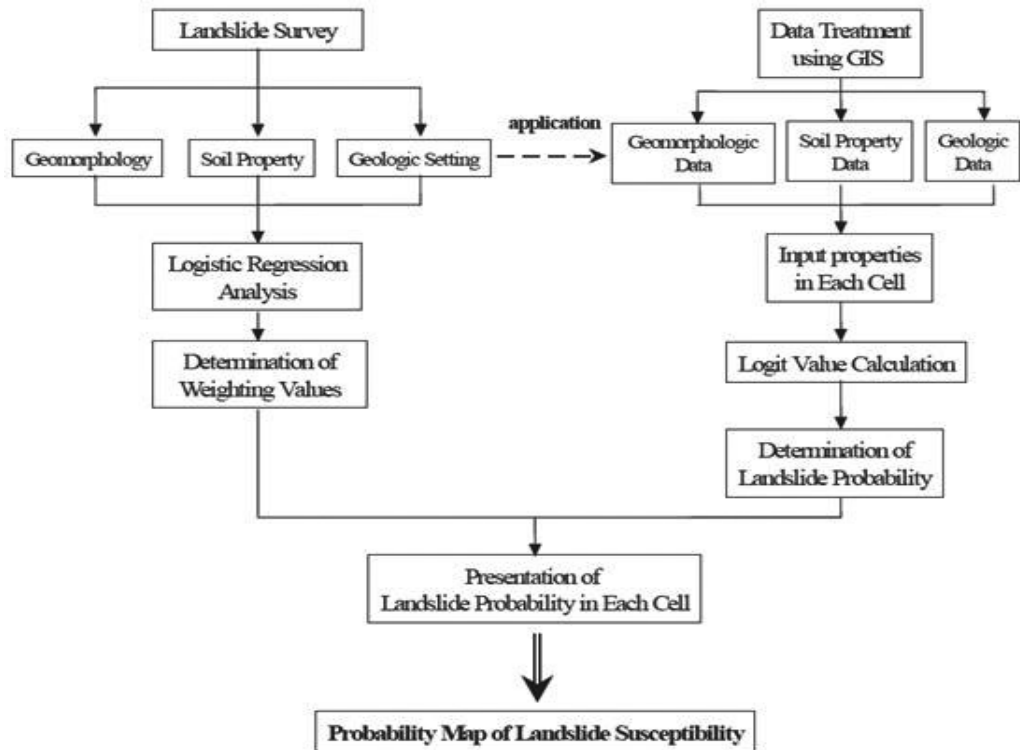 Landslide Survey
Data Treatment
using GIS
application
Geomorphology
Soil Property
Geologic Setting
Geomorphologic
Data
Soil Property
Data
Geologic
Data
Logistic Regression
Analysis
Input properties
in Each Cell
Determination of
Weighting Values
Logit Value Calculation
Determination of
Landslide Probability
Presentation of
Landslide Probability in Each Cell
Probability Map of Landslide Susceptibility